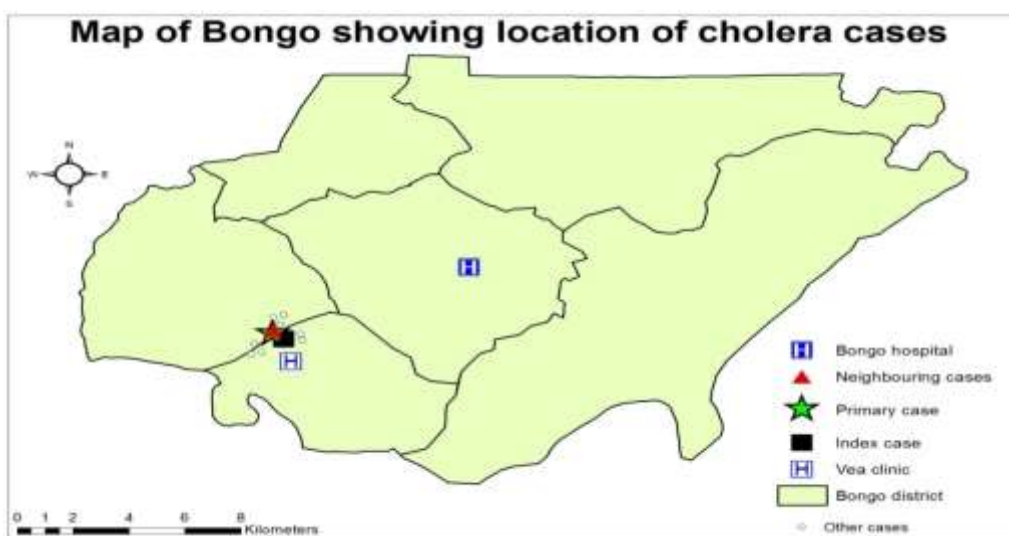 Map of Bongo showing location of cholera cases
N
W E
S
H
H
H Bongo hospital
Neighbouring cases
Primary case
Index case
H Vea clinic
Bongo district
Other cases
0 1 2 4 6 8
Kilometers